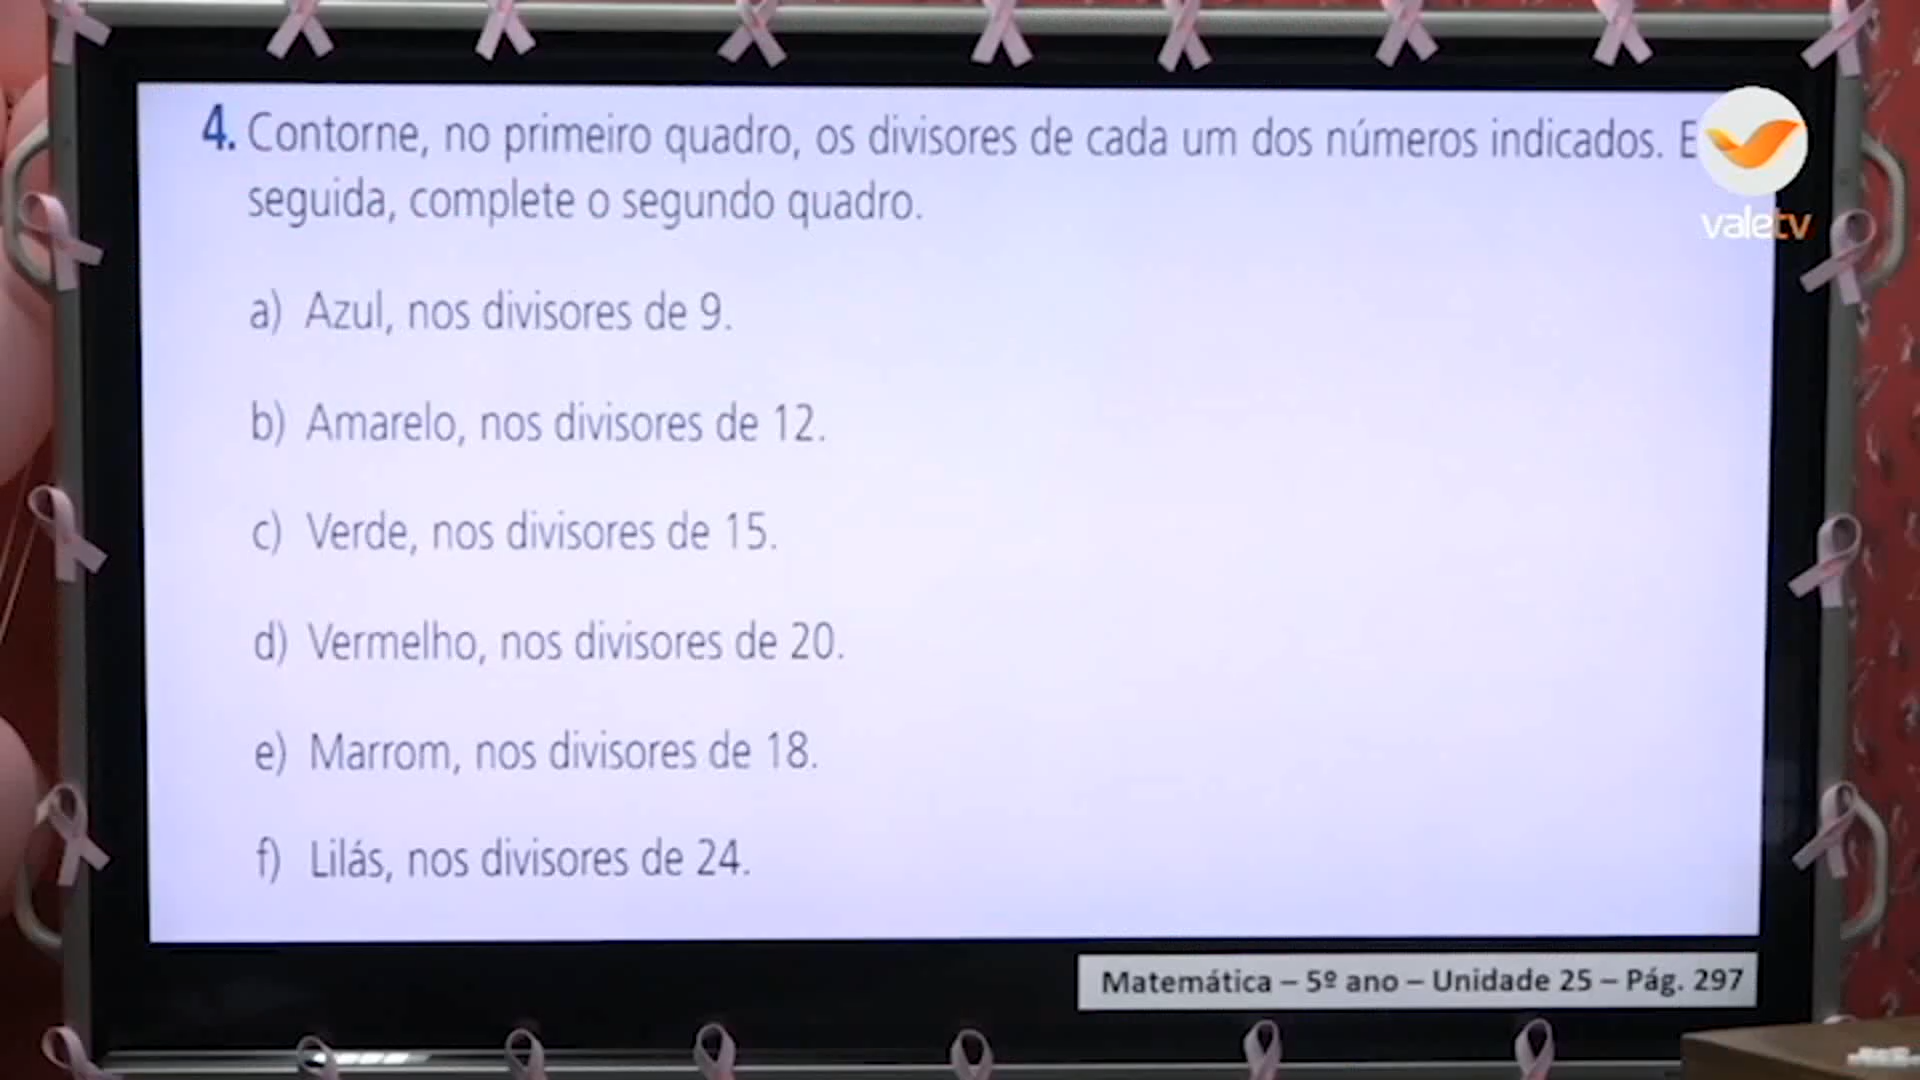 4. Contorne, no primeiro quadro, os divisores de cada um dos números indicados. E
seguida, complete o segundo quadro.
a) Azul, nos divisores de 9.
b) Amarelo, nos divisores de 12.
c) Verde, nos divisores de 15.
d) Vermelho, nos divisores de 20.
e) Marrom, nos divisores de 18.
f) Lilás, nos divisores de 24.
valetv
Matemática – 5º ano – Unidade 25 – Pág. 297